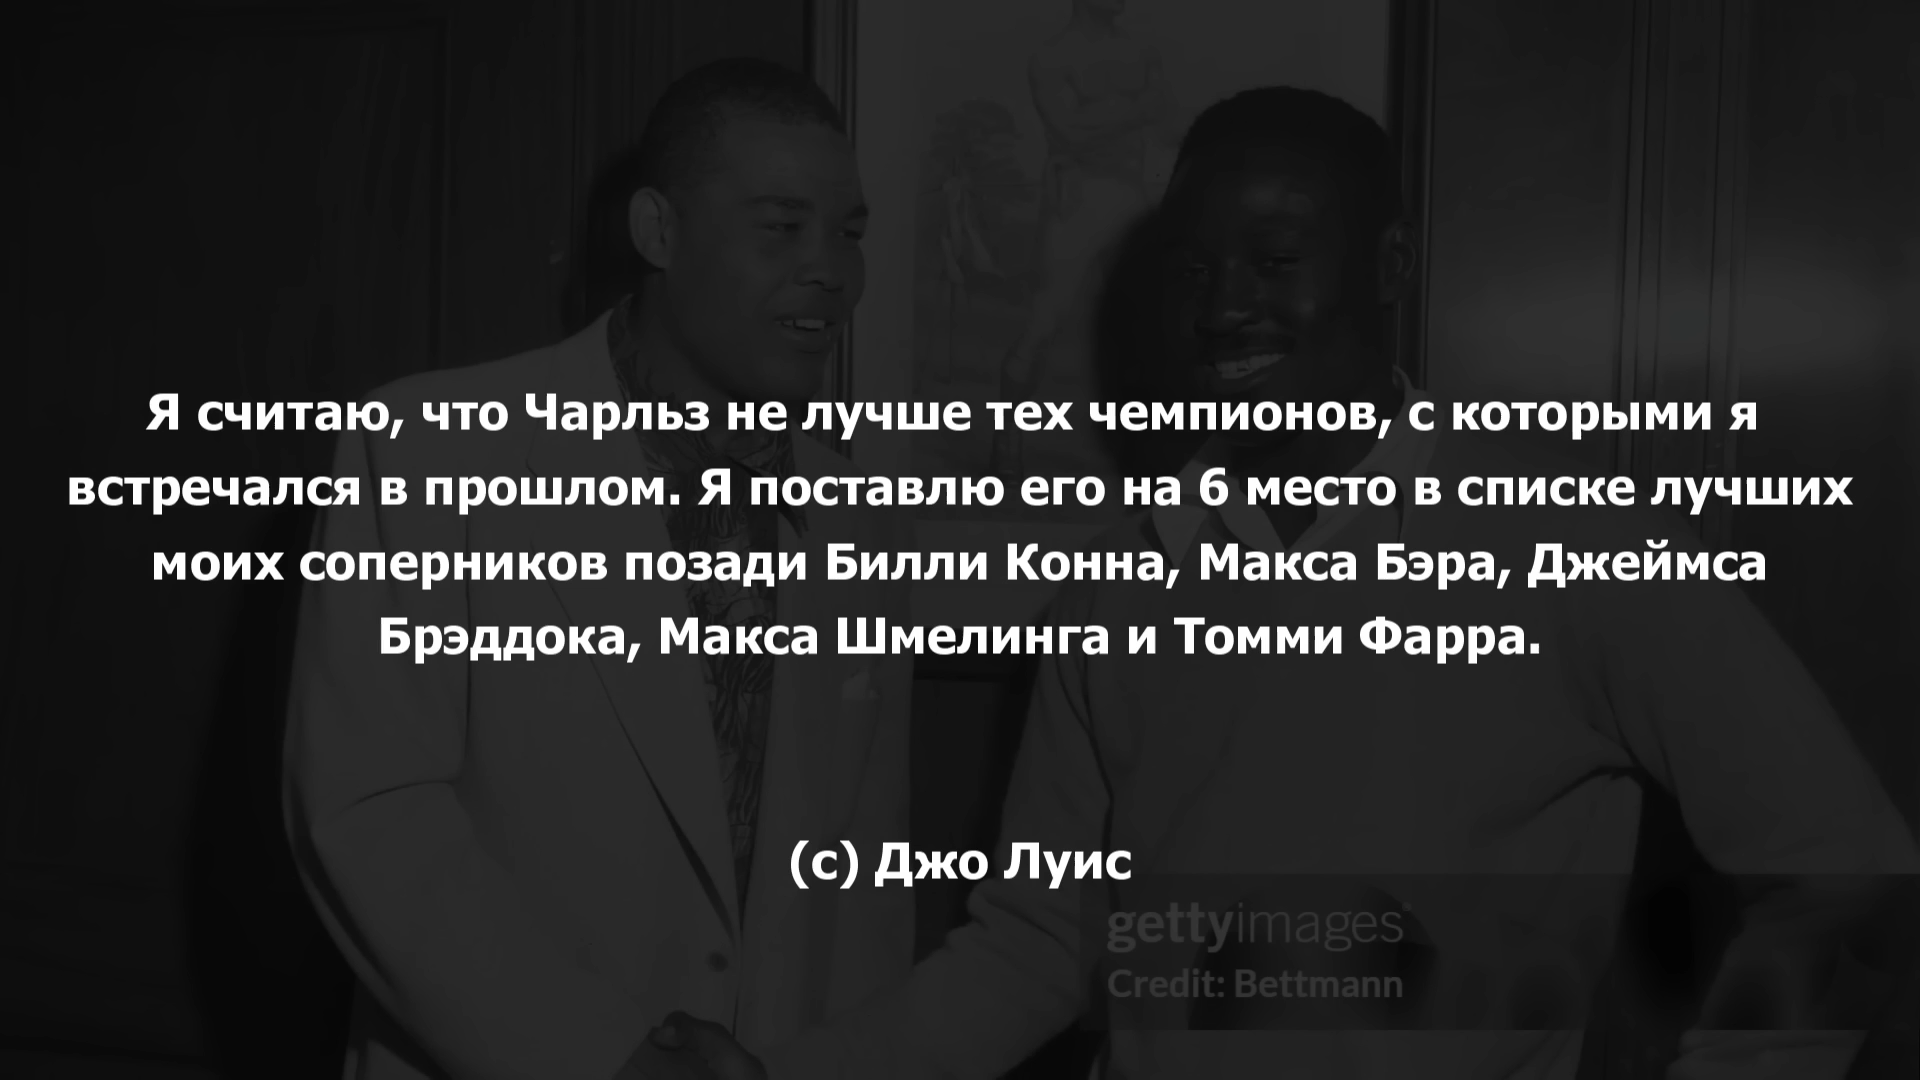 Я считаю, что Чарльз не лучше тех чемпионов, с которыми я
встречался в прошлом. Я поставлю его на 6 место в списке лучших
моих соперников позади Билли Конна, Макса Бэра, Джеймса
Брэддока, Макса Шмелинга и Томми Фарра.
(с) Джо Луис
gettyimages
Credit: Bettmann